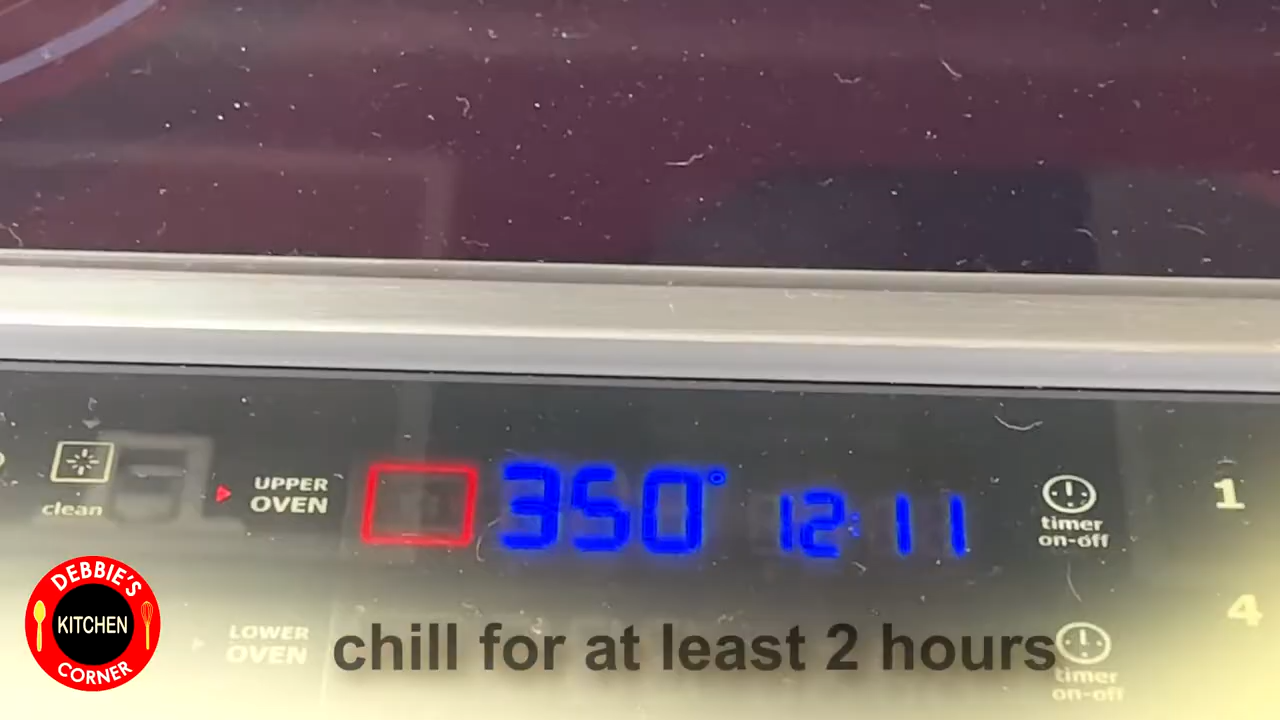 clean
UPPER
OVEN
350°
12:11
timer
on-off
1
4
LOWER
OVEN
timer
on-off
chill for at least 2 hours
DEBBIE'S
KITCHEN
CORNER